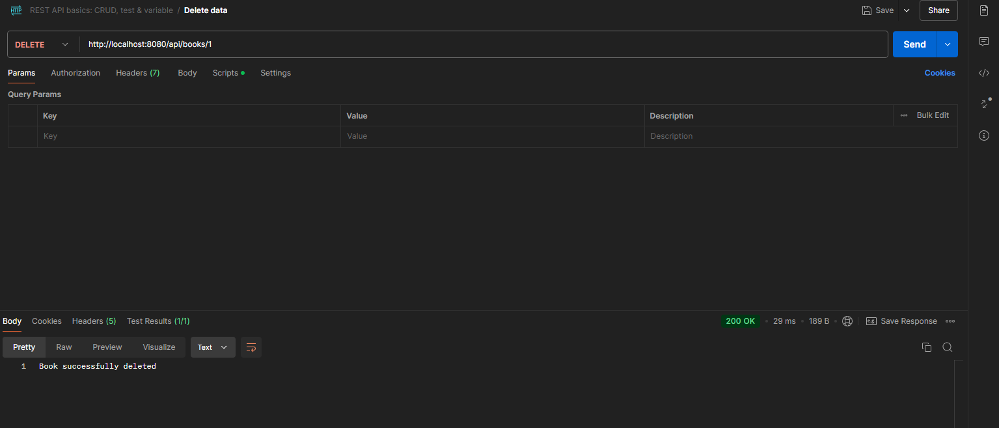 HTTP REST API basics: CRUD, test & variable / Delete data Save Share
DELETE http://localhost:8080/api/books/1 Send
Params Authorization Headers (7) Body Scripts Settings Cookies
Query Params
Key Value Description Bulk Edit
Key Value Description
Body Cookies Headers (5) Test Results (1/1) 200 OK 29 ms 189 B e.g. Save Response
Pretty Raw Preview Visualize Text
1 Book successfully deleted